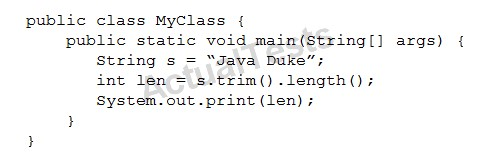 public class MyClass {
public static void main(String[] args) {
String s = “Java Duke”;
int len = s.trim().length();
System.out.print(len);
}
}
ActualTests